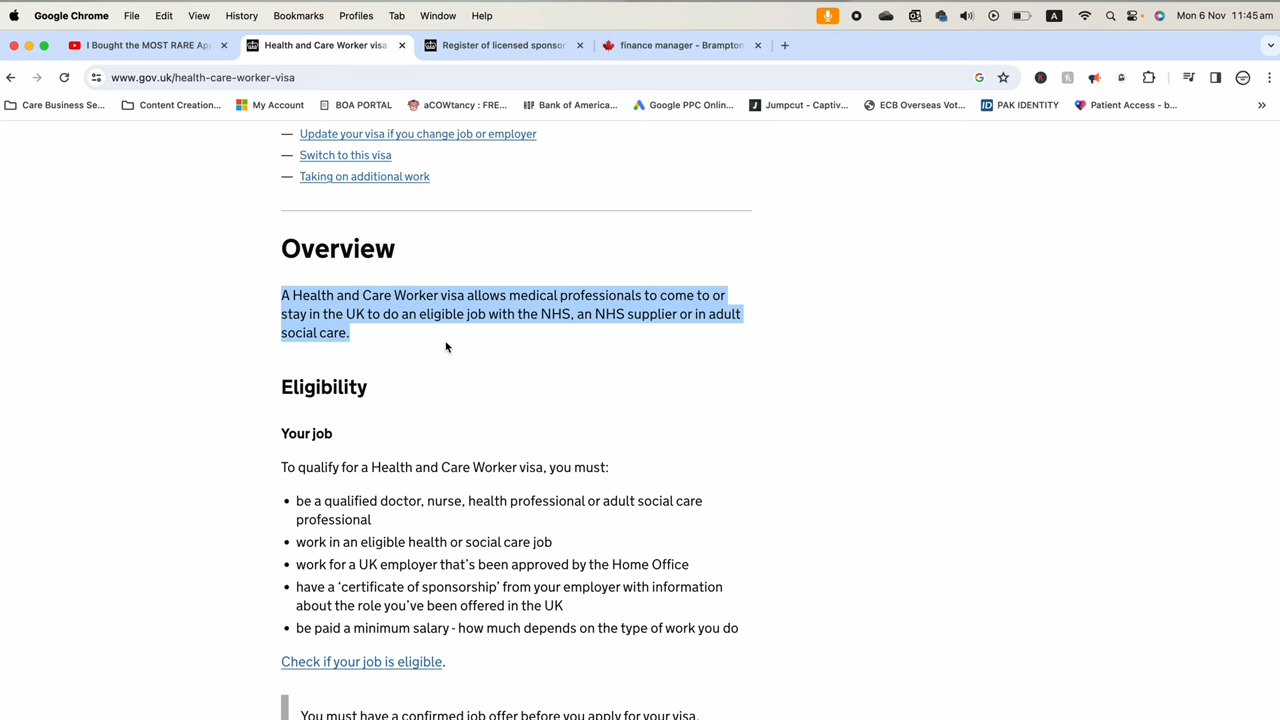 Google Chrome File Edit View History Bookmarks Profiles Tab Window Help A Mon 6 Nov 11:45am
I Bought the MOST RARE Ap Health and Care Worker visa Register of licensed sponsor finance manager - Brampton
www.gov.uk/health-care-worker-visa
Care Business Se... Content Creation... My Account BOA PORTAL aCOWtancy : FRE... Bank of America... Google PPC Onlin... Jumpcut - Captiv... ECB Overseas Vot... ID PAK IDENTITY Patient Access - b... »
— Update your visa if you change job or employer
— Switch to this visa
— Taking on additional work
Overview
A Health and Care Worker visa allows medical professionals to come to or
stay in the UK to do an eligible job with the NHS, an NHS supplier or in adult
social care.
Eligibility
Your job
To qualify for a Health and Care Worker visa, you must:
• be a qualified doctor, nurse, health professional or adult social care
professional
• work in an eligible health or social care job
• work for a UK employer that's been approved by the Home Office
• have a ‘certificate of sponsorship’ from your employer with information
about the role you've been offered in the UK
• be paid a minimum salary - how much depends on the type of work you do
Check if your job is eligible.
You must have a confirmed job offer before you apply for your visa.